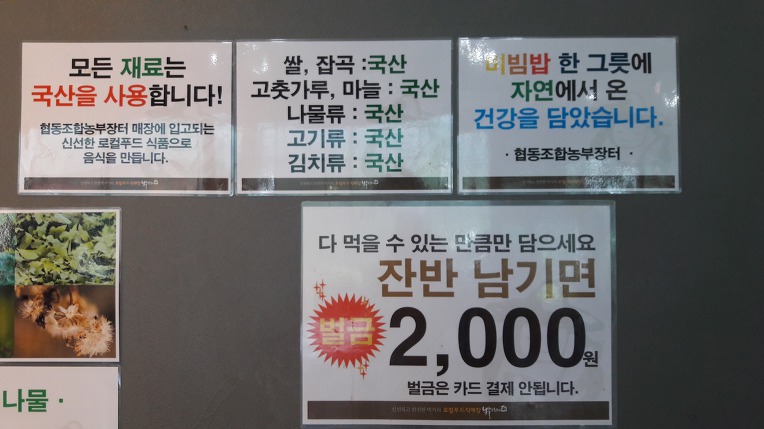 모든 재료는
국산을 사용합니다!
협동조합농부장터 매장에 입고되는
신선한 로컬푸드 식품으로
음식을 만듭니다.
쌀, 잡곡 :국산
고춧가루, 마늘 : 국산
나물류 : 국산
고기류 : 국산
김치류 : 국산
비빔밥 한 그릇에
자연에서 온
건강을 담았습니다.
· 협동조합농부장터 ·
다 먹을 수 있는 만큼만 담으세요
잔반 남기면
벌금 2,000원
벌금은 카드 결제 안됩니다.
나물 ·